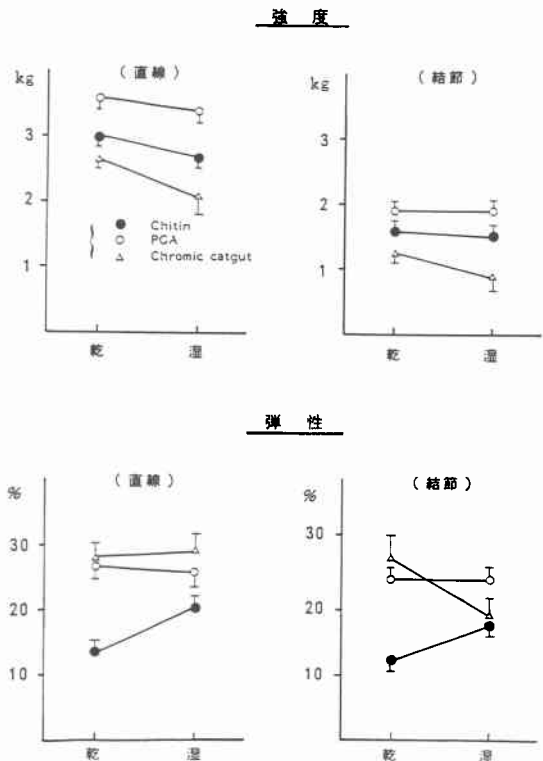 強 度
(直線)
kg
3
2
1
● Chitin
○ PGA
△ Chromic catgut
乾 湿
(結節)
kg
3
2
1
乾 湿
弾 性
(直線)
%
30
20
10
乾 湿
(結節)
%
30
20
10
乾 湿